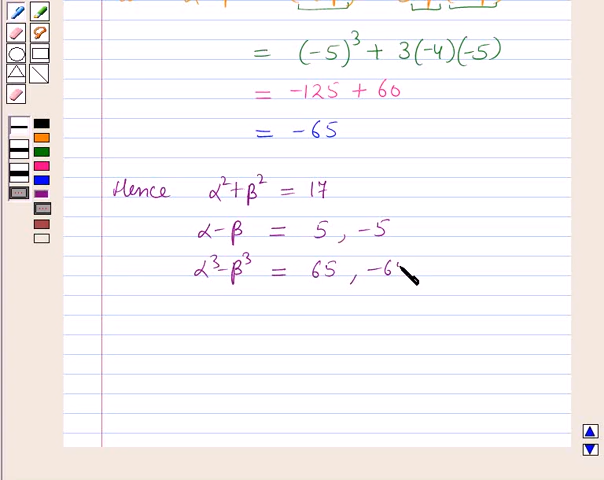 = (-5)³ + 3(-4)(-5)
= -125 + 60
= -65
Hence α²+β² = 17
α-β = 5, -5
α³-β³ = 65, -6